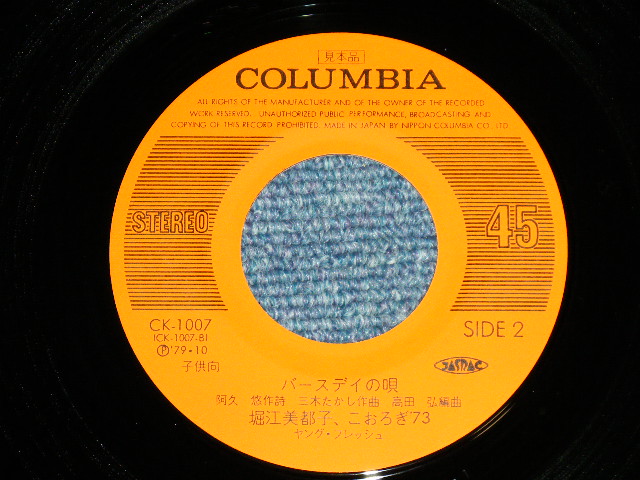 見本品
COLUMBIA
ALL RIGHTS OF THE MANUFACTURER AND OF THE OWNER OF THE RECORDED
WORK RESERVED. UNAUTHORIZED PUBLIC PERFORMANCE, BROADCASTING AND
COPYING OF THIS RECORD PROHIBITED. MADE IN JAPAN BY NIPPON COLUMBIA CO. LTD.
STEREO
45
CK-1007
(CK-1007-B)
Ⓟ'79・10
子供向
SIDE 2
JASRAC
バースデイの唄
阿久 悠作詩 三木たかし作曲 高田 弘編曲
堀江美都子、こおろぎ'73
ヤング・フレッシュ